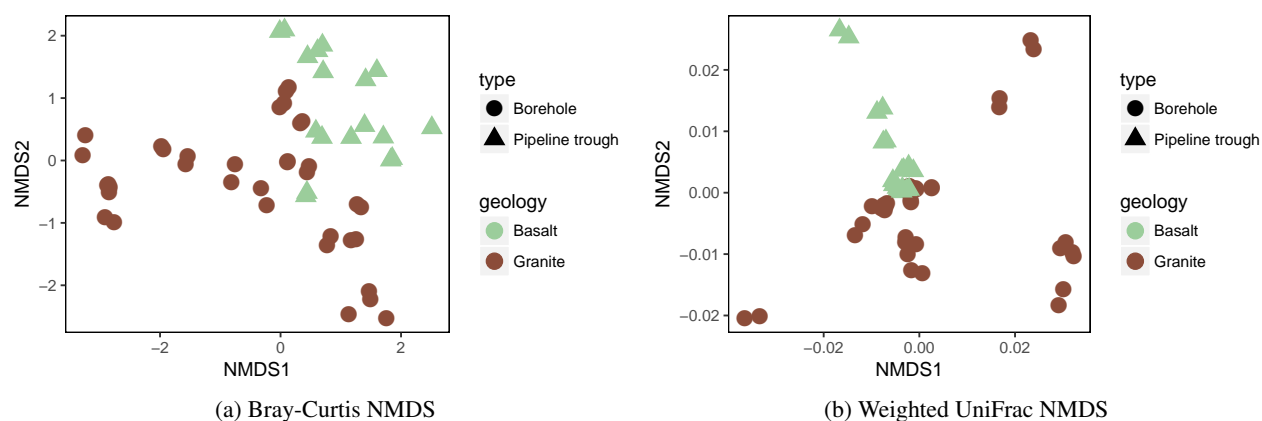 2
1
0
−1
−2
NMDS2
−2
0
2
NMDS1
type
Borehole
Pipeline trough
geology
Basalt
Granite
(a) Bray-Curtis NMDS
0.02
0.01
0.00
−0.01
−0.02
NMDS2
−0.02
0.00
0.02
NMDS1
type
Borehole
Pipeline trough
geology
Basalt
Granite
(b) Weighted UniFrac NMDS